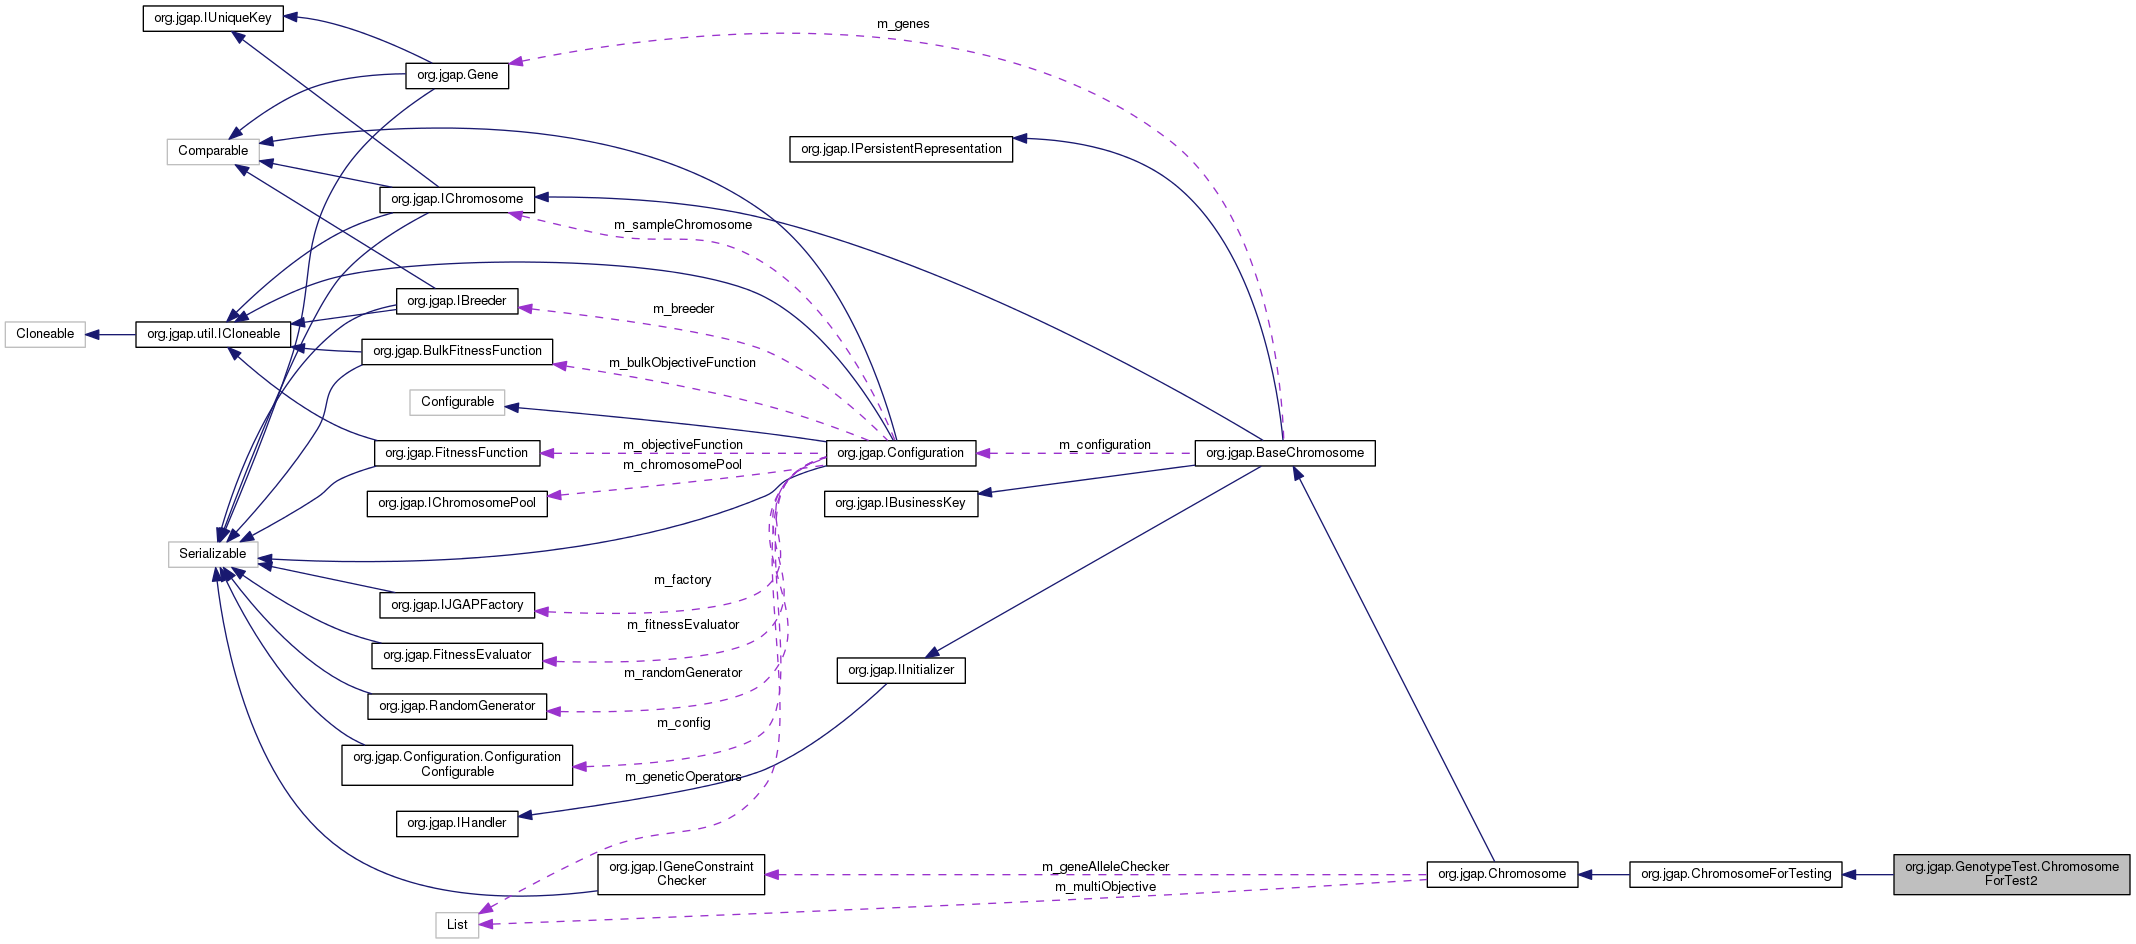 org.jgap.IUniqueKey
m_genes
org.jgap.Gene
Comparable
org.jgap.IPersistentRepresentation
org.jgap.IChromosome
m_sampleChromosome
org.jgap.IBreeder
m_breeder
Cloneable
org.jgap.util.ICloneable
org.jgap.BulkFitnessFunction
m_bulkObjectiveFunction
Configurable
org.jgap.FitnessFunction
m_objectiveFunction
org.jgap.Configuration
m_configuration
org.jgap.BaseChromosome
m_chromosomePool
org.jgap.IChromosomePool
org.jgap.IBusinessKey
Serializable
m_factory
org.jgap.IJGAPFactory
m_fitnessEvaluator
org.jgap.FitnessEvaluator
m_randomGenerator
org.jgap.IInitializer
org.jgap.RandomGenerator
m_config
org.jgap.Configuration.Configuration
Configurable
m_geneticOperators
org.jgap.IHandler
org.jgap.IGeneConstraint
Checker
m_geneAlleleChecker
m_multiObjective
org.jgap.Chromosome
org.jgap.ChromosomeForTesting
org.jgap.GenotypeTest.Chromosome
ForTest2
List